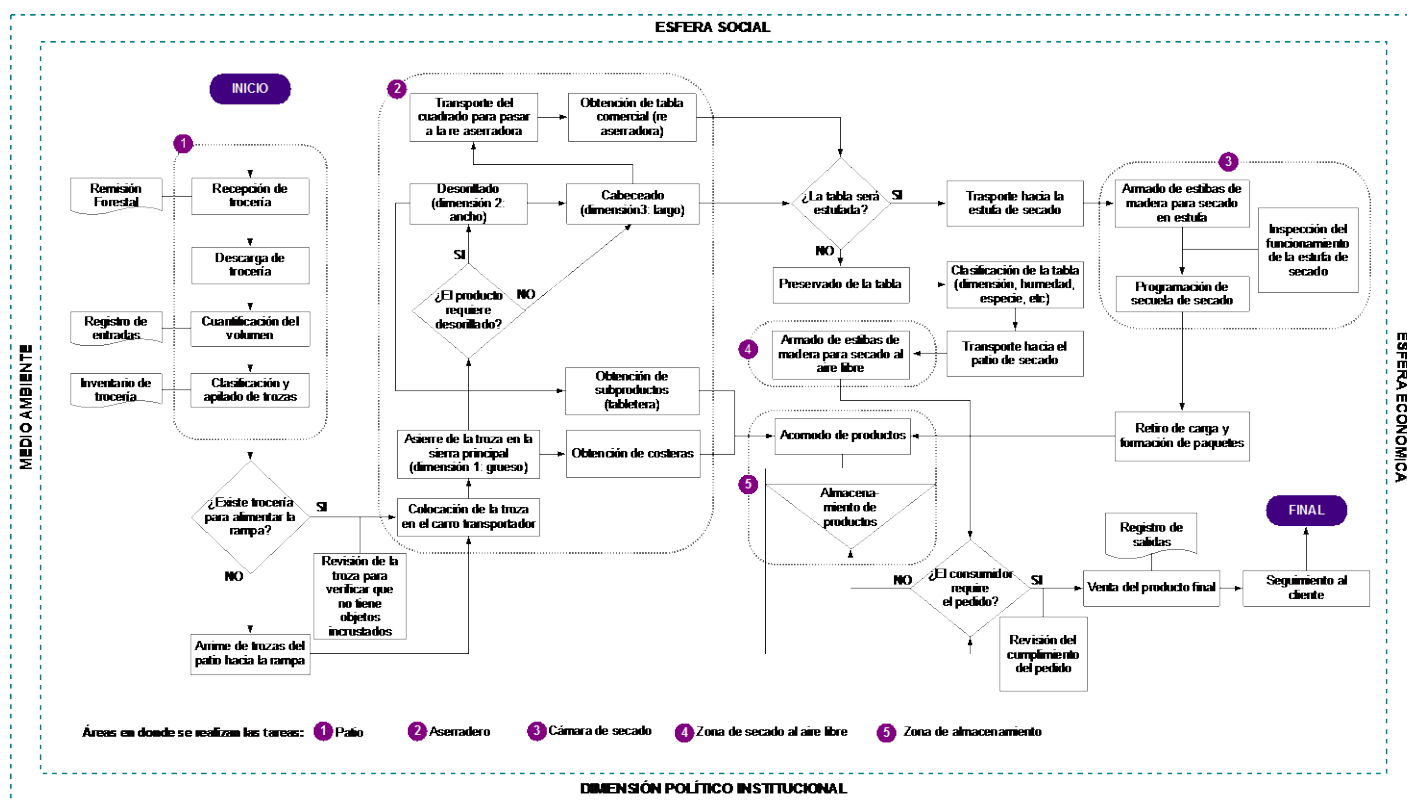 ESFERA SOCIAL
INICIO
1
Recepción de
trocería
Remisión
Forestal
Descarga de
trocería
Cuantificación del
volumen
Registro de
entradas
Clasificación y
apilado de trozas
Inventario de
trocería
¿Existe trocería
para alimentar la
rampa?
SI
NO
Revisión de la
troza para
verificar que
no tiene
objetos
incrustados
Arrime de trozas del
patio hacia la rampa
2
Transporte del
cuadrado para pasar
a la re aserradora
Obtención de tabla
comercial (re
aserradora)
Desorillado
(dimensión 2:
ancho)
Cabeceado
(dimensión3: largo)
SI
NO
¿El producto
requiere
desorillado?
Obtención de
subproductos
(tabletera)
Asierre de la troza en la
sierra principal
(dimensión 1: grueso)
Obtención de costeras
Colocación de la troza
en el carro transportador
¿La tabla será
estufada?
SI
NO
Trasporte hacia la
estufa de secado
3
Armado de estibas de
madera para secado
en estufa
Inspección del
funcionamiento
de la estufa de
secado
Programación de
secuela de secado
Preservado de la tabla
Clasificación de la tabla
(dimensión, humedad,
especie, etc)
Transporte hacia el
patio de secado
4
Armado de estibas de
madera para secado al
aire libre
Retiro de carga y
formación de paquetes
Acomodo de productos
5
Almacena-
miento de
productos
¿El consumidor
require
el pedido?
NO
SI
Revisión del
cumplimiento
del pedido
Registro de
salidas
Venta del producto final
Seguimiento al
cliente
FINAL
MEDIO AMBIENTE
ESFERA ECONOMICA
Áreas en donde se realizan las tareas: 1 Patio 2 Aserradero 3 Cámara de secado 4 Zona de secado al aire libre 5 Zona de almacenamiento
DIMENSIÓN POLÍTICO INSTITUCIONAL